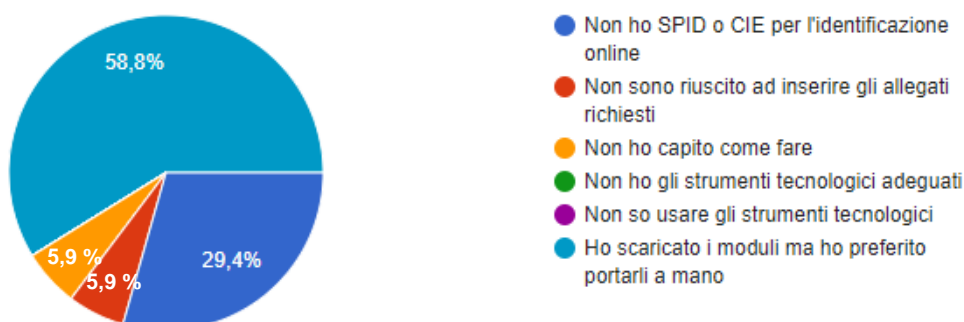 58,8%
5,9 %
5,9 %
29,4%
Non ho SPID o CIE per l'identificazione
online
Non sono riuscito ad inserire gli allegati
richiesti
Non ho capito come fare
Non ho gli strumenti tecnologici adeguati
Non so usare gli strumenti tecnologici
Ho scaricato i moduli ma ho preferito
portarli a mano